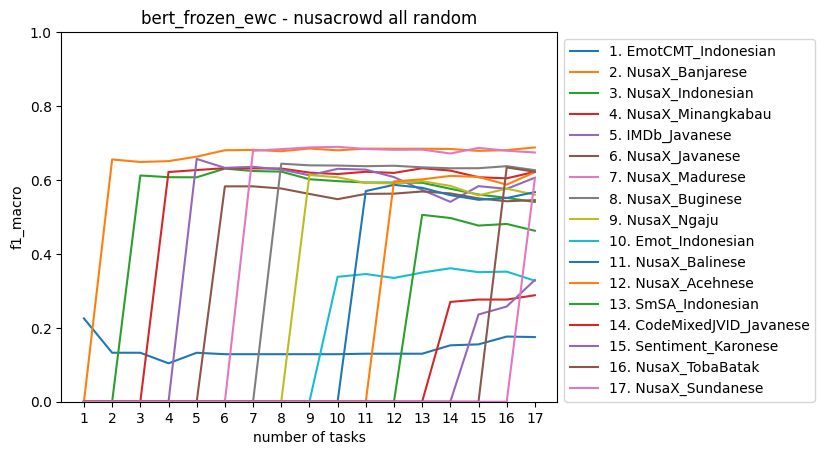 bert_frozen_ewc - nusacrowd all random
f1_macro
1.0
0.8
0.6
0.4
0.2
0.0
1 2 3 4 5 6 7 8 9 10 11 12 13 14 15 16 17
number of tasks
1. EmotCMT_Indonesian
2. NusaX_Banjarese
3. NusaX_Indonesian
4. NusaX_Minangkabau
5. IMDb_Javanese
6. NusaX_Javanese
7. NusaX_Madurese
8. NusaX_Buginese
9. NusaX_Ngaju
10. Emot_Indonesian
11. NusaX_Balinese
12. NusaX_Acehnese
13. SmSA_Indonesian
14. CodeMixedJVID_Javanese
15. Sentiment_Karonese
16. NusaX_TobaBatak
17. NusaX_Sundanese